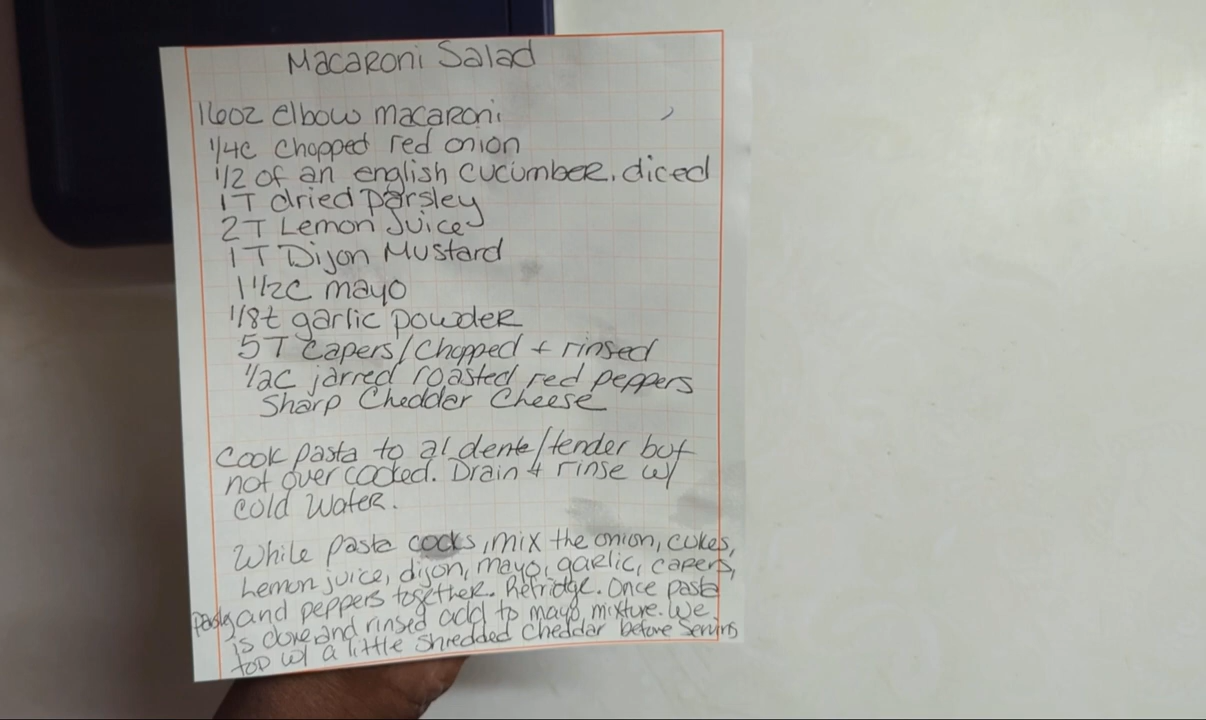 Macaroni Salad
16oz elbow macaroni
1/4c chopped red onion
1/2 of an english cucumber, diced
1T dried parsley
2T Lemon Juice
1T Dijon Mustard
1 1/2c mayo
1/8t garlic powder
5T Capers/Chopped + rinsed
1/2c jarred roasted red peppers
Sharp Cheddar Cheese
Cook pasta to al dente/tender but
not over cooked. Drain + rinse w/
cold water.
While pasta cooks, mix the onion, cukes,
Lemon juice, dijon, mayo, garlic, capers,
parsley and peppers together. Refridge. Once pasta
is done and rinsed add to mayo mixture. We
top w/ a little shredded cheddar before serving